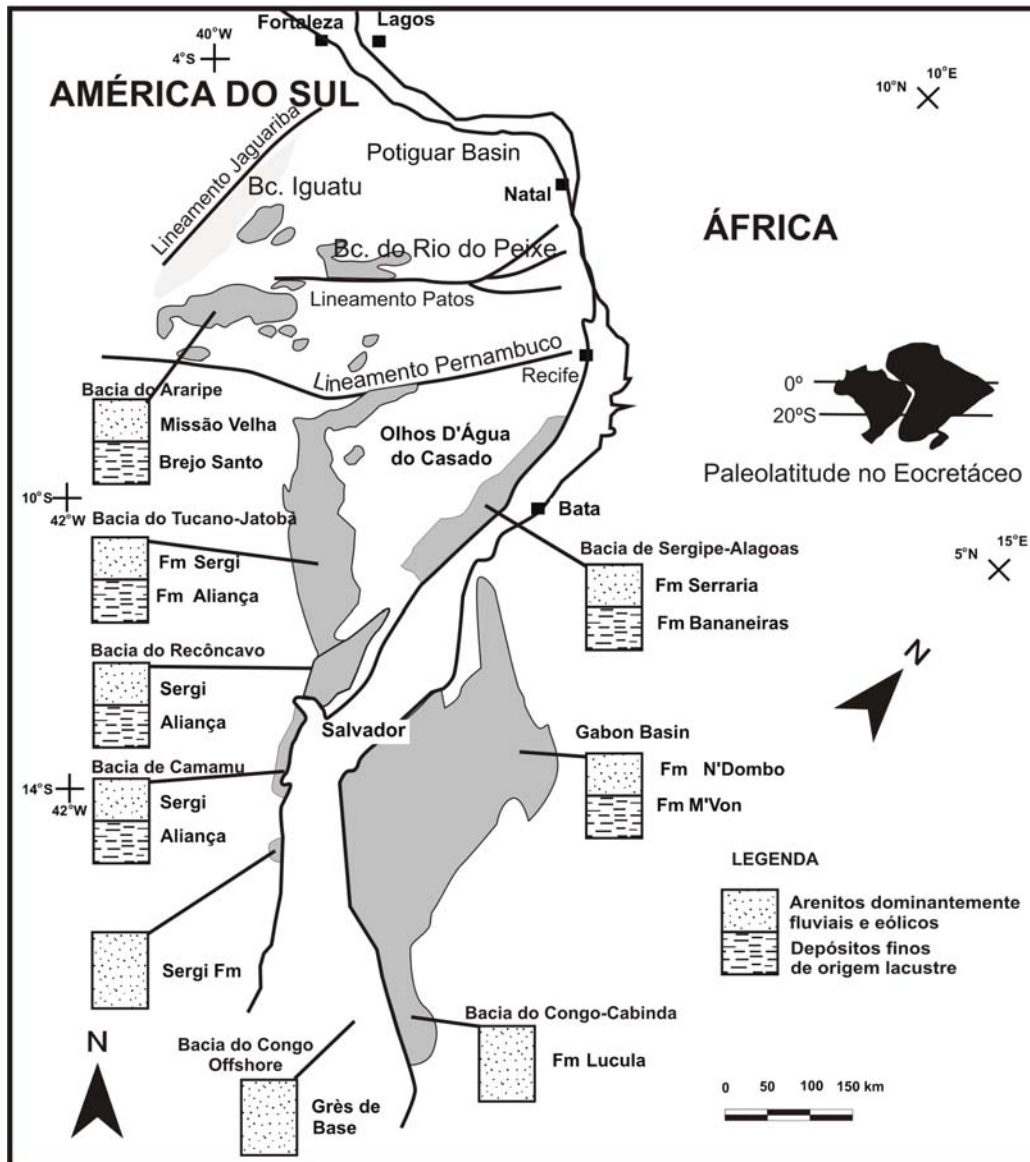 Fortaleza
Lagos
40°W
4°S
10°N
10°E
AMÉRICA DO SUL
Lineamento Jaguariba
Potiguar Basin
Bc. Iguatu
Natal
ÁFRICA
Bc. do Rio do Peixe
Lineamento Patos
Lineamento Pernambuco
Recife
0º
20ºS
Paleolatitude no Eocretáceo
Bacia do Araripe
Missão Velha
Brejo Santo
Olhos D'Água
do Casado
10°S
42°W
Bata
Bacia do Tucano-Jatobá
Fm Sergi
Fm Aliança
Bacia de Sergipe-Alagoas
Fm Serraria
Fm Bananeiras
5°N
15°E
Bacia do Recôncavo
Sergi
Aliança
N
Salvador
Gabon Basin
Fm N'Dombo
Fm M'Von
Bacia de Camamu
14°S
42°W
Sergi
Aliança
LEGENDA
Arenitos dominantemente
fluviais e eólicos
Depósitos finos
de origem lacustre
Sergi Fm
Bacia do Congo-Cabinda
Fm Lucula
N
Bacia do Congo
Offshore
Grès de
Base
0 50 100 150 km